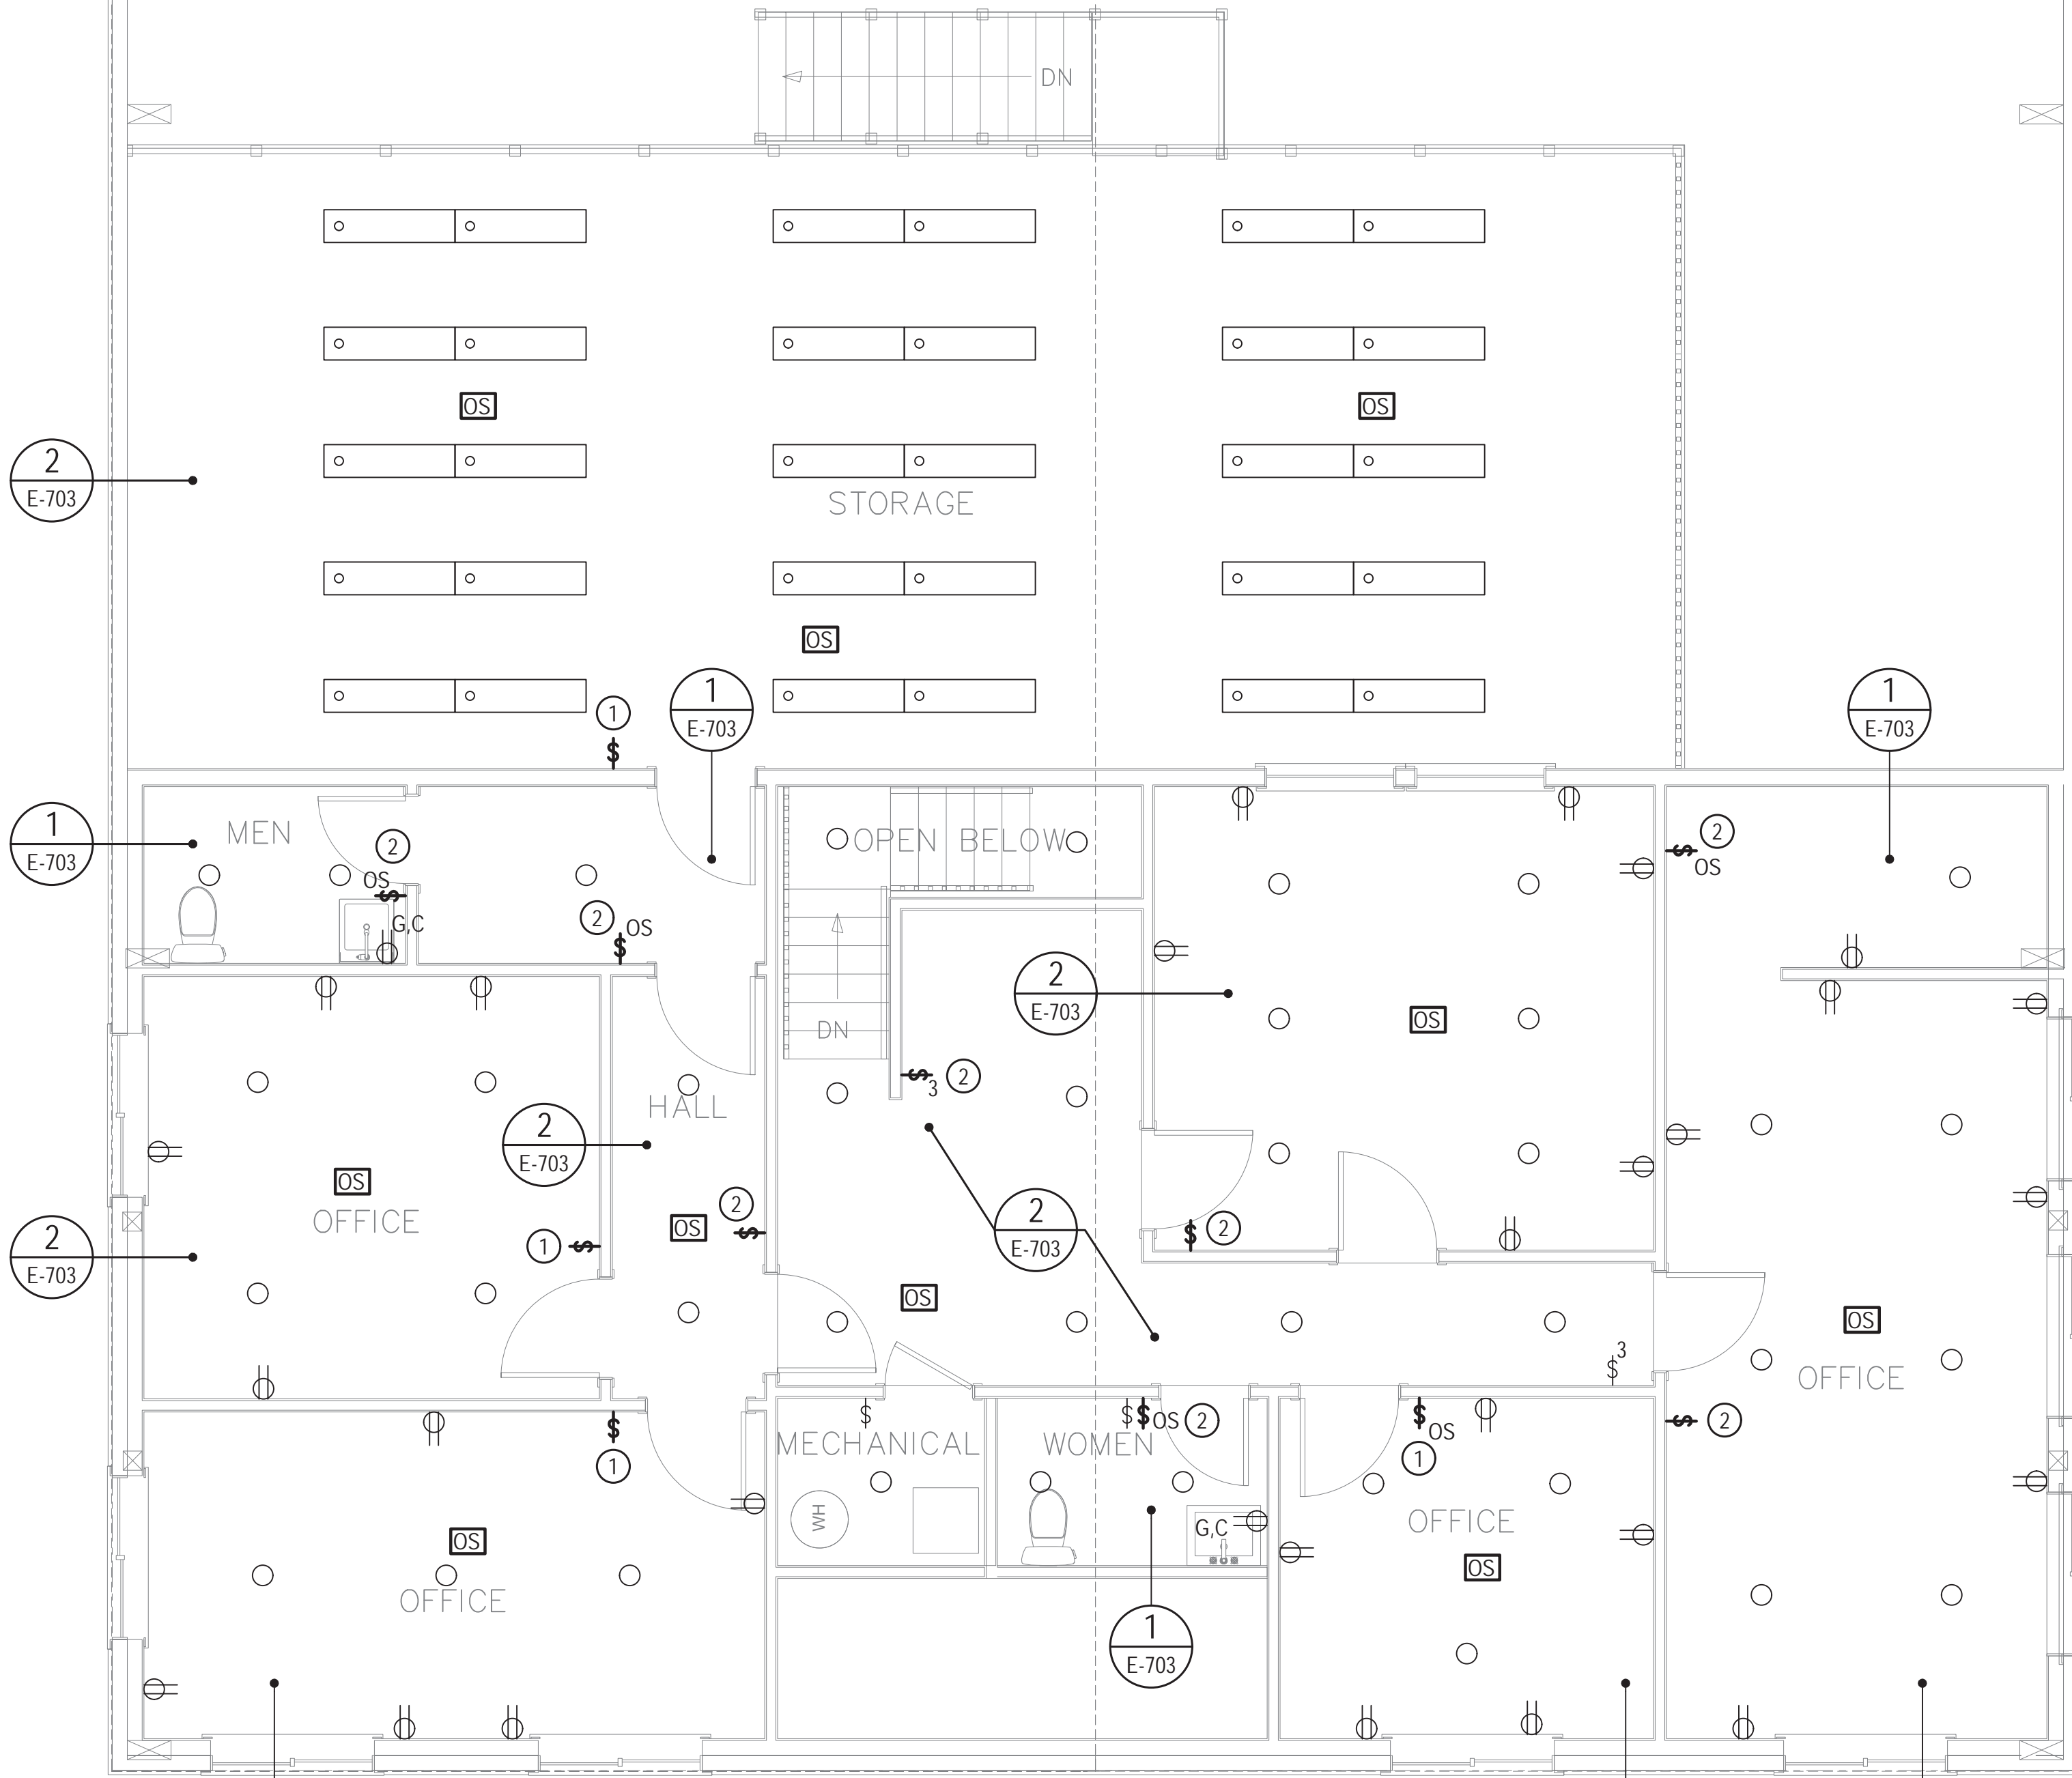 DN
OS
OS
2
E-703
STORAGE
OS
1
$
1
E-703
1
E-703
1
E-703
MEN
2
OS
$
G,C
2
OS
$
OPEN BELOW
2
$
OS
DN
2
E-703
OS
$
3
2
HALL
2
E-703
OS
OFFICE
2
E-703
1
$
OS
2
$
2
E-703
$
2
OS
OS
OFFICE
$
3
$
2
$
1
$
MECHANICAL
WH
$
$
OS
2
WOMEN
G,C
$
OS
1
OFFICE
OS
OS
OFFICE
1
E-703